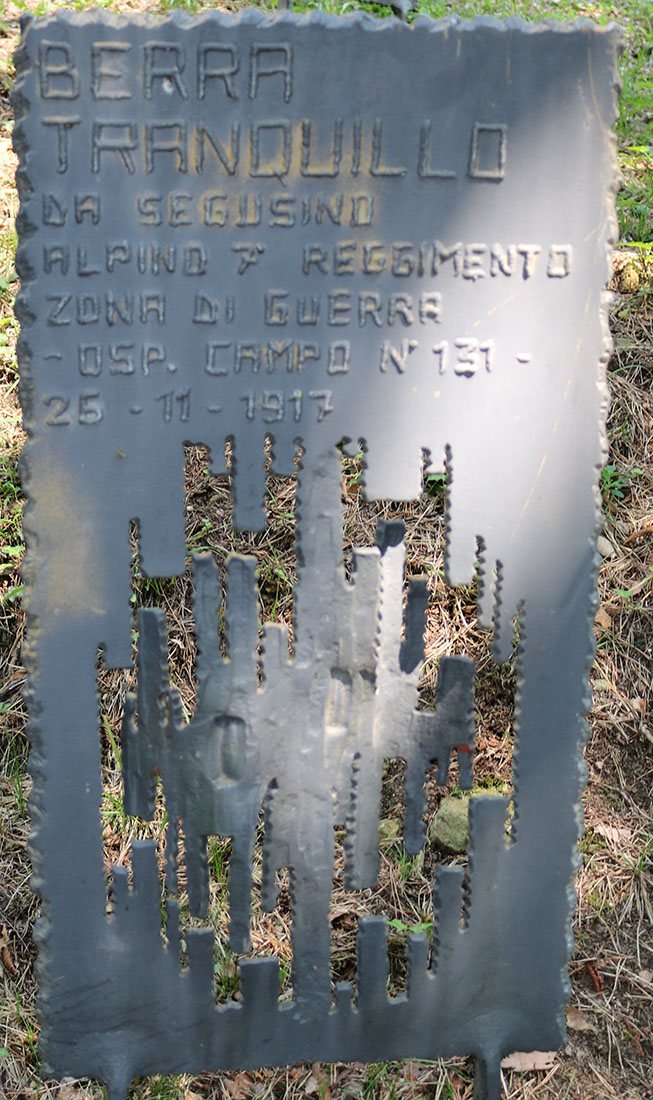 BERRA
TRANQUILLO
DA SEGUSINO
ALPINO 7° REGGIMENTO
ZONA DI GUERRA
- OSP. CAMPO N° 131 -
25 - 11 - 1917